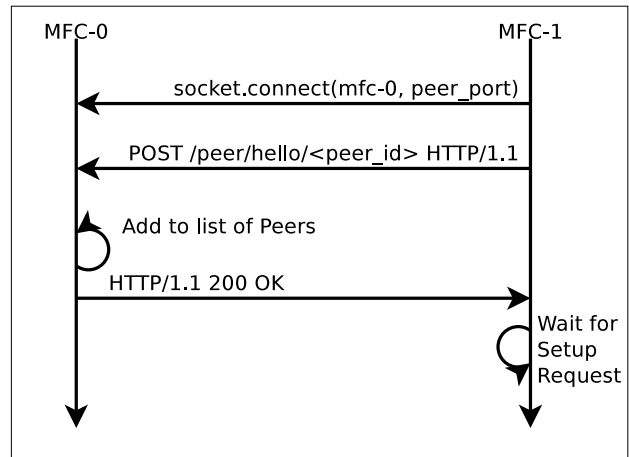 MFC-0
MFC-1
socket.connect(mfc-0, peer_port)
POST /peer/hello/<peer_id> HTTP/1.1
Add to list of Peers
HTTP/1.1 200 OK
Wait for
Setup
Request